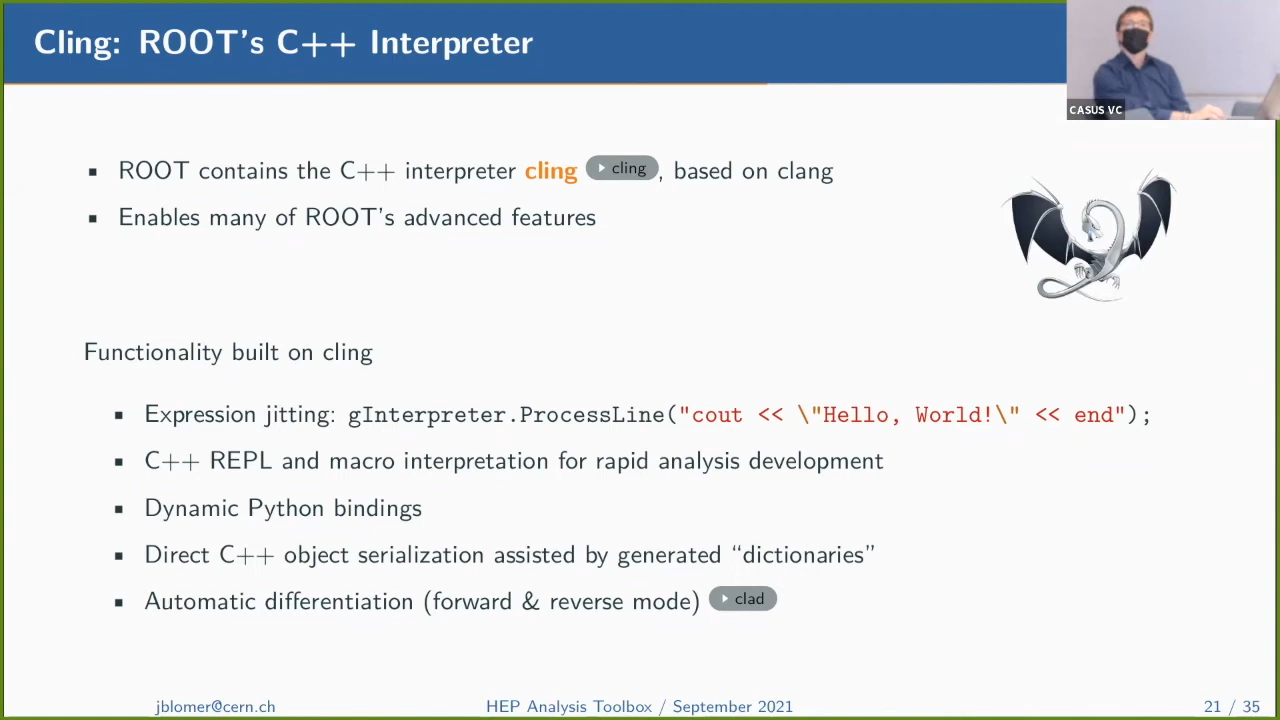 Cling: ROOT's C++ Interpreter
CASUS VC
▪ ROOT contains the C++ interpreter cling cling, based on clang
▪ Enables many of ROOT's advanced features
Functionality built on cling
▪ Expression jitting: gInterpreter.ProcessLine("cout << \"Hello, World!\" << end");
▪ C++ REPL and macro interpretation for rapid analysis development
▪ Dynamic Python bindings
▪ Direct C++ object serialization assisted by generated “dictionaries”
▪ Automatic differentiation (forward & reverse mode) clad
jblomer@cern.ch HEP Analysis Toolbox / September 2021 21 / 35